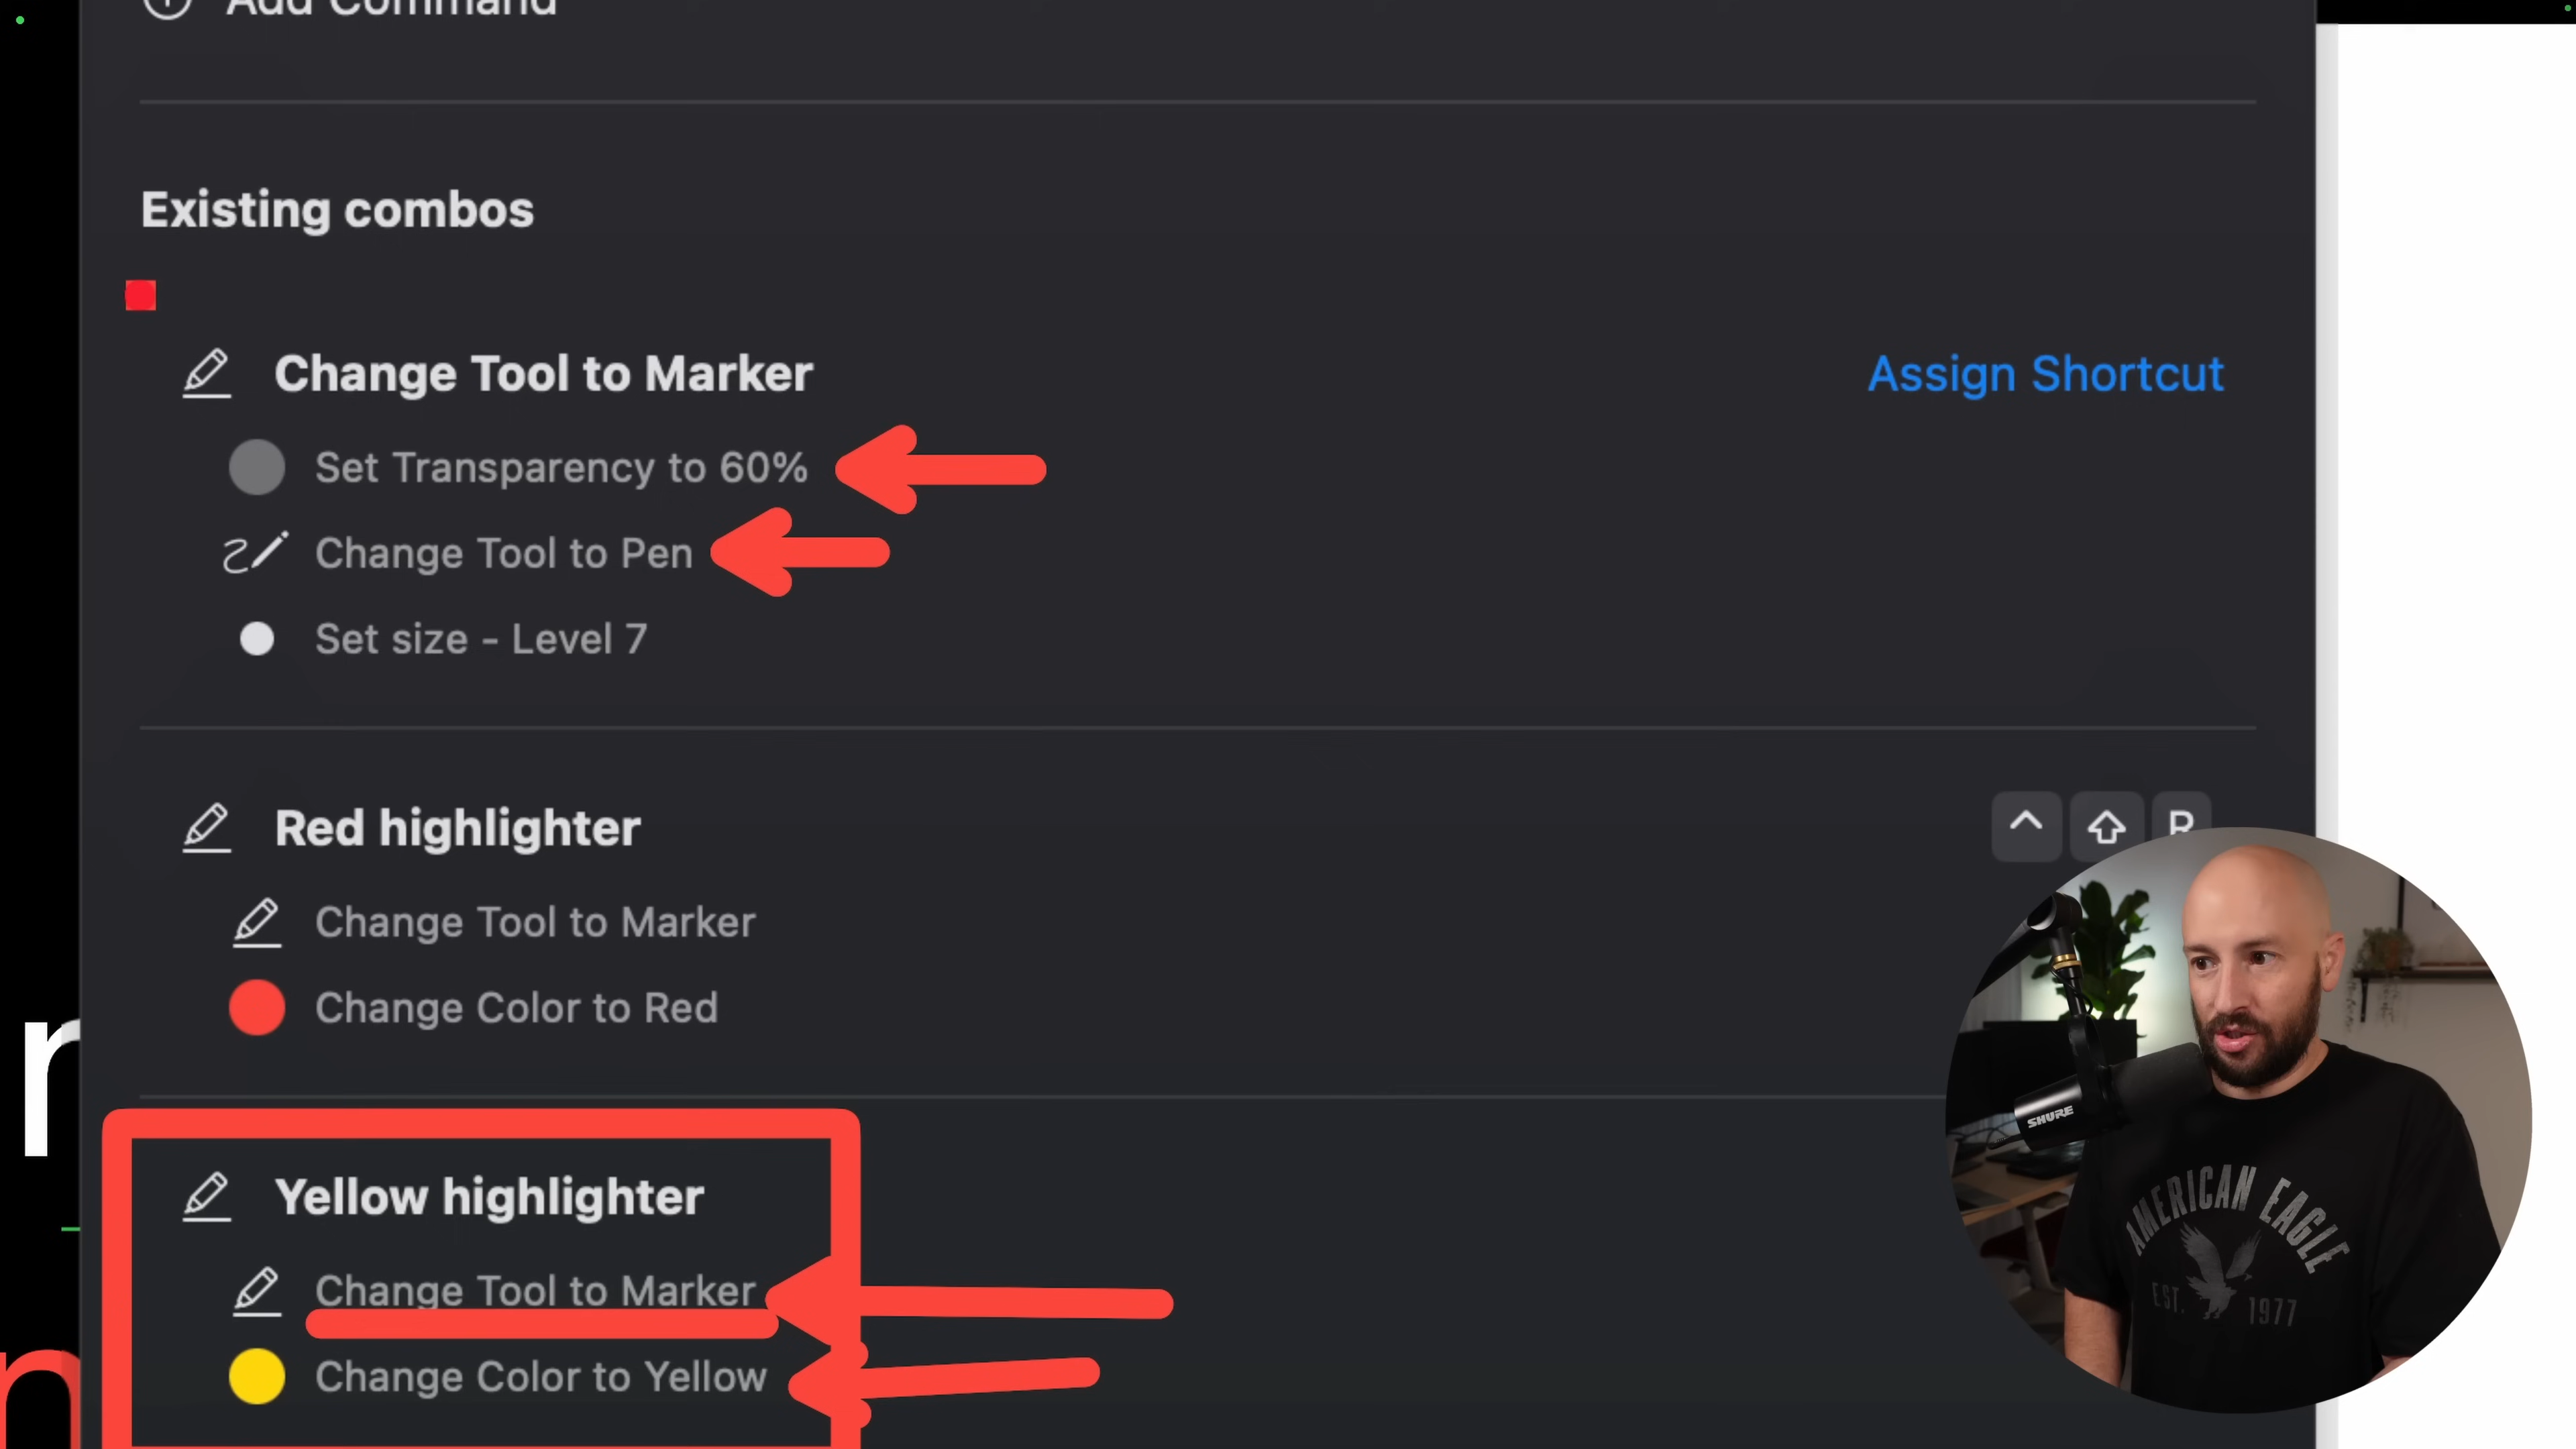 Add Command
Existing combos
Change Tool to Marker
Assign Shortcut
Set Transparency to 60%
Change Tool to Pen
Set size - Level 7
Red highlighter
^ ⇧ R
Change Tool to Marker
Change Color to Red
Yellow highlighter
Change Tool to Marker
Change Color to Yellow
SHURE
AMERICAN EAGLE
EST. 1977